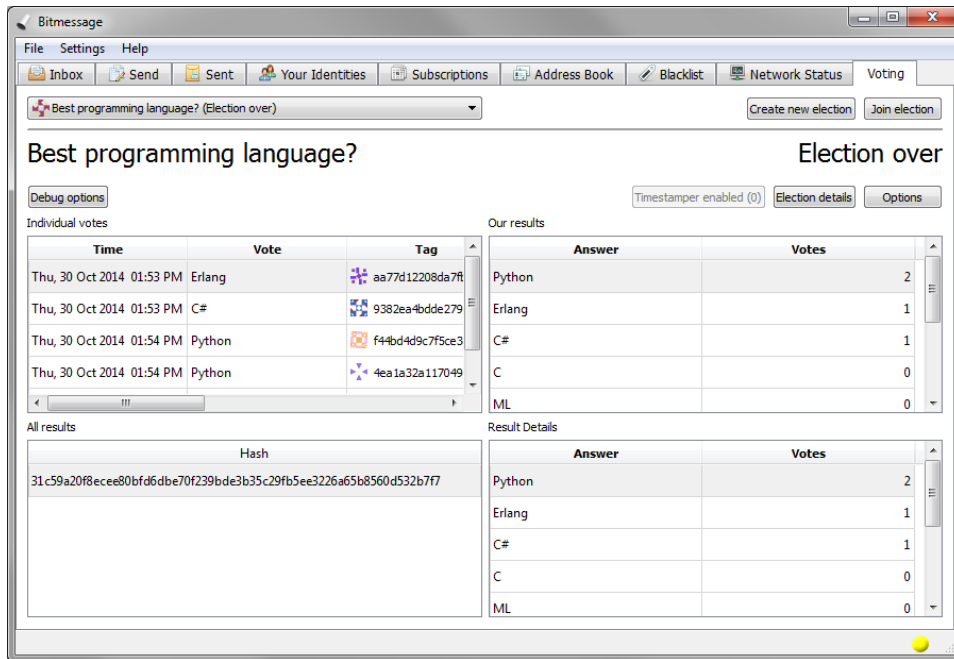 Bitmessage
File Settings Help
Inbox Send Sent Your Identities Subscriptions Address Book Blacklist Network Status Voting
Best programming language? (Election over) Create new election Join election
Best programming language? Election over
Debug options Timestamper enabled (0) Election details Options
Individual votes
Time Vote Tag
Thu, 30 Oct 2014 01:53 PM Erlang aa77d12208da7ft
Thu, 30 Oct 2014 01:53 PM C# 9382ea4bdde279
Thu, 30 Oct 2014 01:54 PM Python f44bd4d9c7f5ce3
Thu, 30 Oct 2014 01:54 PM Python 4ea1a32a117049
Our results
Answer Votes
Python 2
Erlang 1
C# 1
C 0
ML 0
All results
Hash
31c59a20f8ecee80bfd6dbe70f239bde3b35c29fb5ee3226a65b8560d532b7f7
Result Details
Answer Votes
Python 2
Erlang 1
C# 1
C 0
ML 0